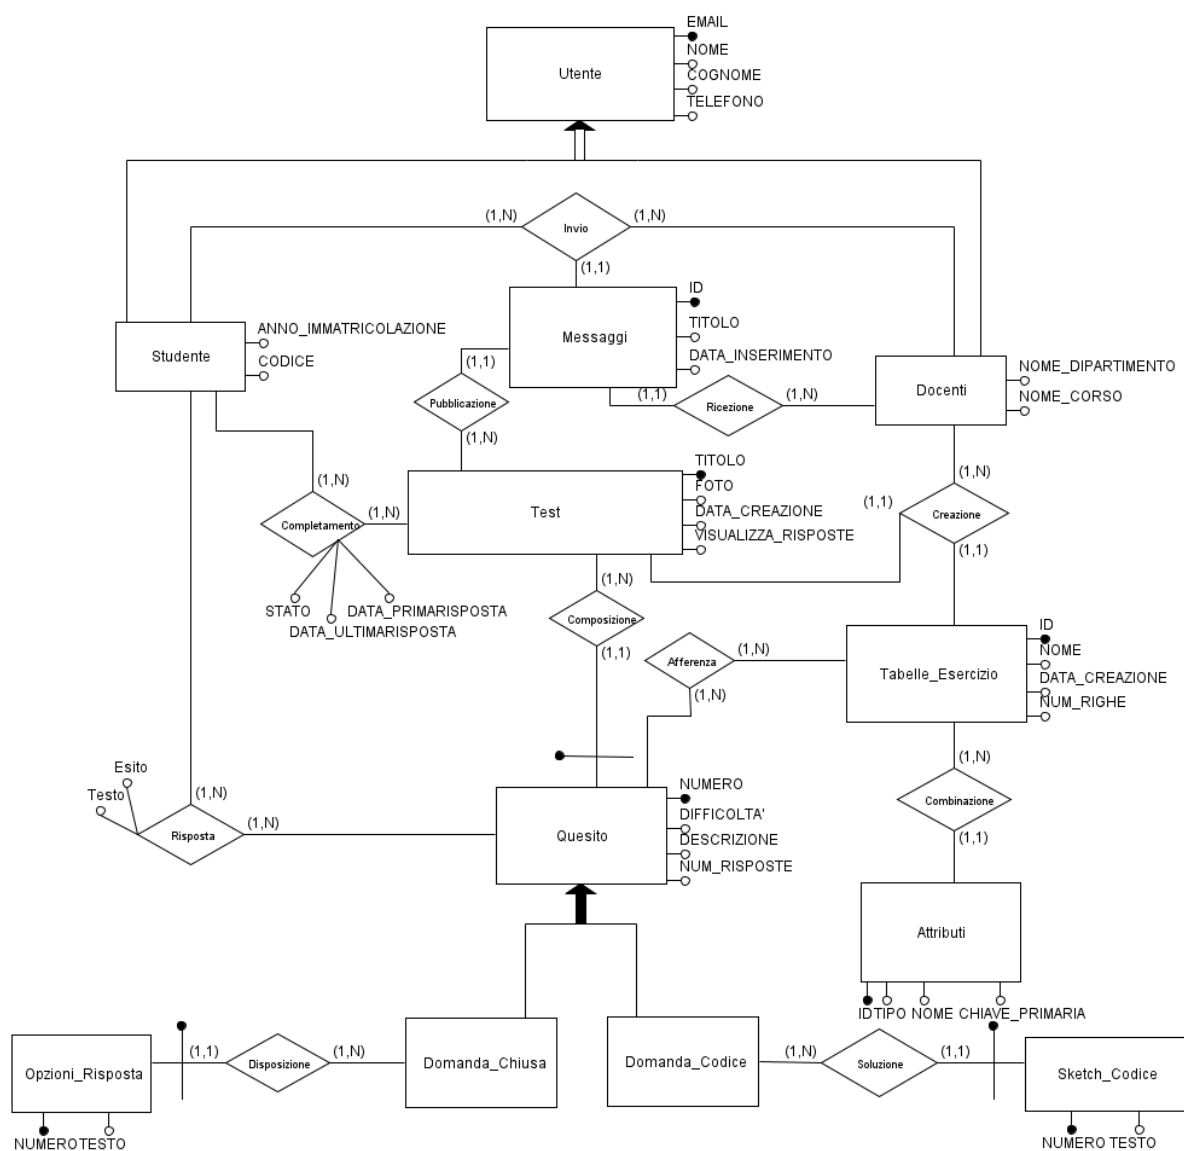 EMAIL
NOME
Utente
COGNOME
TELEFONO
(1,N)
(1,N)
Invio
(1,1)
ID
TITOLO
Messaggi
DATA_INSERIMENTO
ANNO_IMMATRICOLAZIONE
Studente
CODICE
(1,1)
Pubblicazione
(1,N)
(1,1)
Ricezione
(1,N)
NOME_DIPARTIMENTO
Docenti
NOME_CORSO
TITOLO
FOTO
Test
DATA_CREAZIONE
VISUALIZZA_RISPOSTE
(1,N)
Completamento
(1,N)
STATO
DATA_PRIMARISPOSTA
DATA_ULTIMARISPOSTA
(1,N)
(1,1)
Creazione
(1,1)
(1,N)
Composizione
(1,1)
Afferenza
(1,N)
(1,N)
ID
NOME
Tabelle_Esercizio
DATA_CREAZIONE
NUM_RIGHE
Esito
Testo
(1,N)
Risposta
(1,N)
NUMERO
DIFFICOLTA'
Quesito
DESCRIZIONE
NUM_RISPOSTE
(1,N)
Combinazione
(1,1)
Attributi
IDTIPO NOME CHIAVE_PRIMARIA
Opzioni_Risposta
(1,1)
Disposizione
(1,N)
Domanda_Chiusa
Domanda_Codice
(1,N)
Soluzione
(1,1)
Sketch_Codice
NUMEROTESTO
NUMERO TESTO